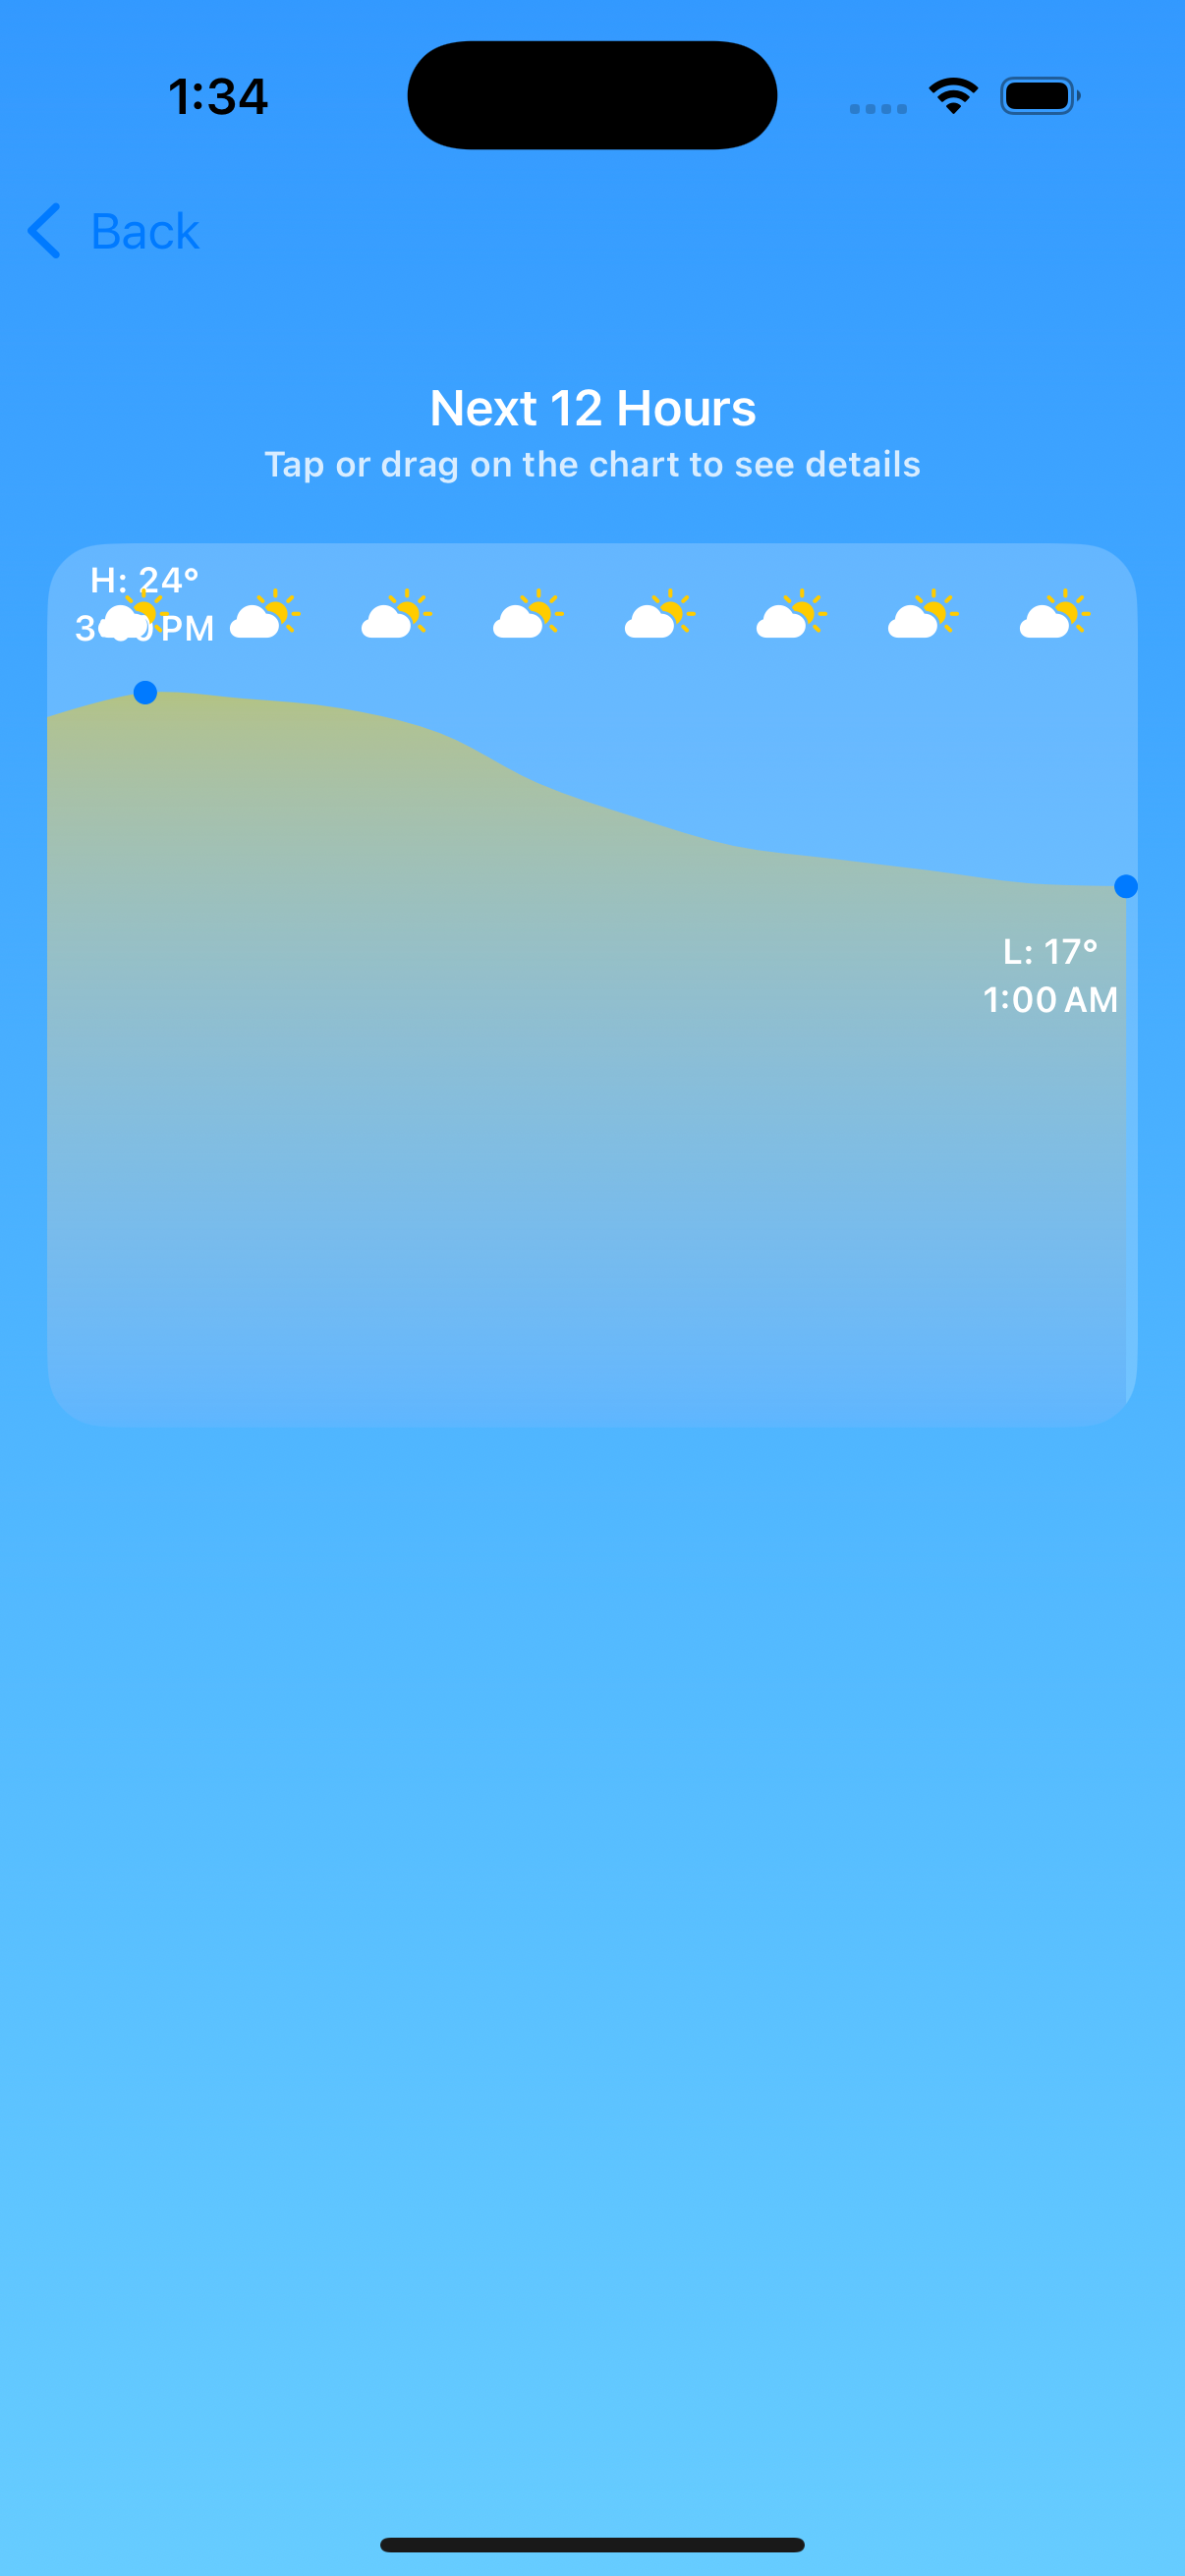 1:34
Back
Next 12 Hours
Tap or drag on the chart to see details
H: 24°
3:00 PM
L: 17°
1:00 AM